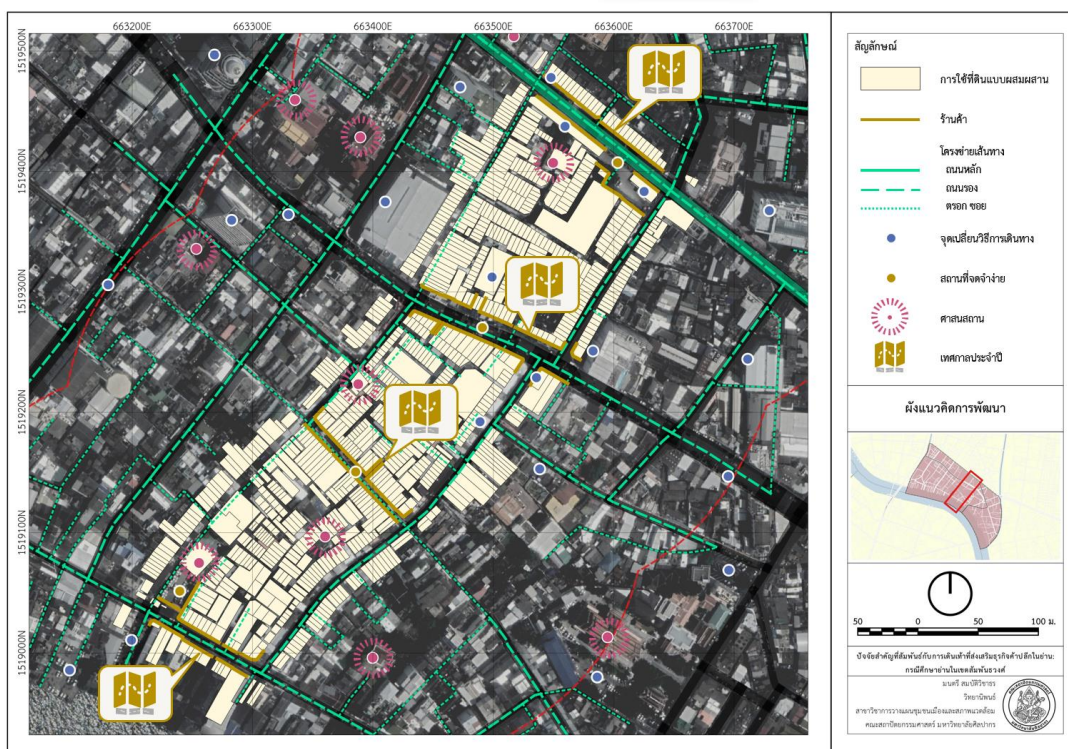 663200E 663300E 663400E 663500E 663600E 663700E
1519500N
1519400N
1519300N
1519200N
1519100N
1519000N
สัญลักษณ์
การใช้ที่ดินแบบผสมผสาน
ร้านค้า
โครงข่ายเส้นทาง
ถนนหลัก
ถนนรอง
ตรอก ซอย
จุดเปลี่ยนวิธีการเดินทาง
สถานที่จดจำง่าย
ศาสนสถาน
เทศกาลประจำปี
ผังแนวคิดการพัฒนา
50 0 50 100 ม.
ปัจจัยสำคัญที่สัมพันธ์กับการเดินเท้าที่ส่งเสริมธุรกิจค้าปลีกในย่าน:
กรณีศึกษาย่านในเขตสัมพันธวงศ์
มนตรี สมบัติวิชาธร
วิทยานิพนธ์
สาขาวิชาการวางแผนชุมชนเมืองและสภาพแวดล้อม
คณะสถาปัตยกรรมศาสตร์ มหาวิทยาลัยศิลปากร